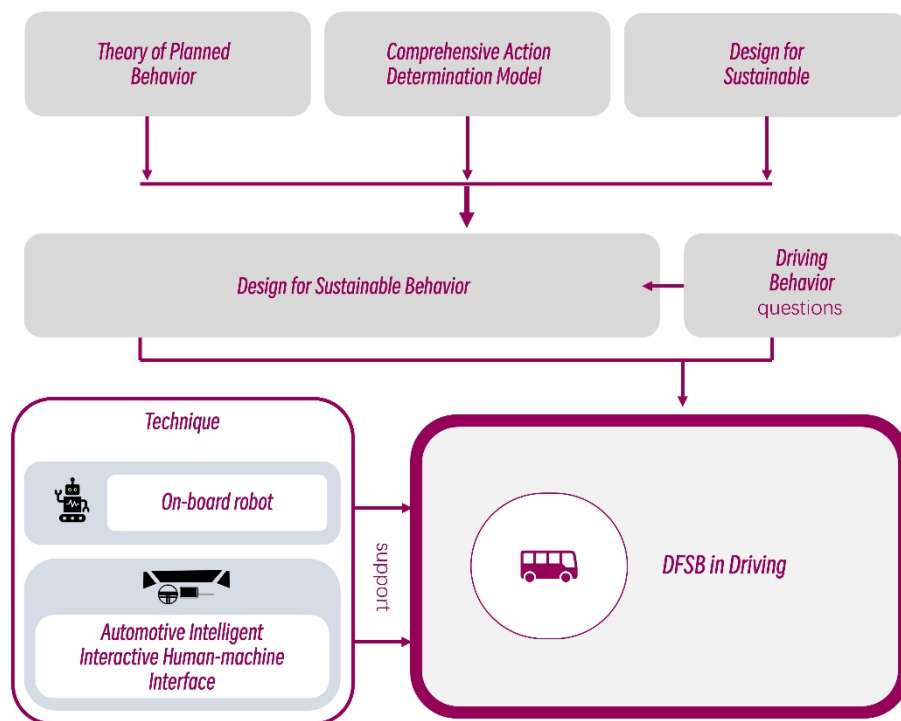 Theory of Planned
Behavior
Comprehensive Action
Determination Model
Design for
Sustainable
Design for Sustainable Behavior
Driving
Behavior
questions
Technique
On-board robot
Automotive Intelligent
Interactive Human-machine
Interface
support
DFSB in Driving